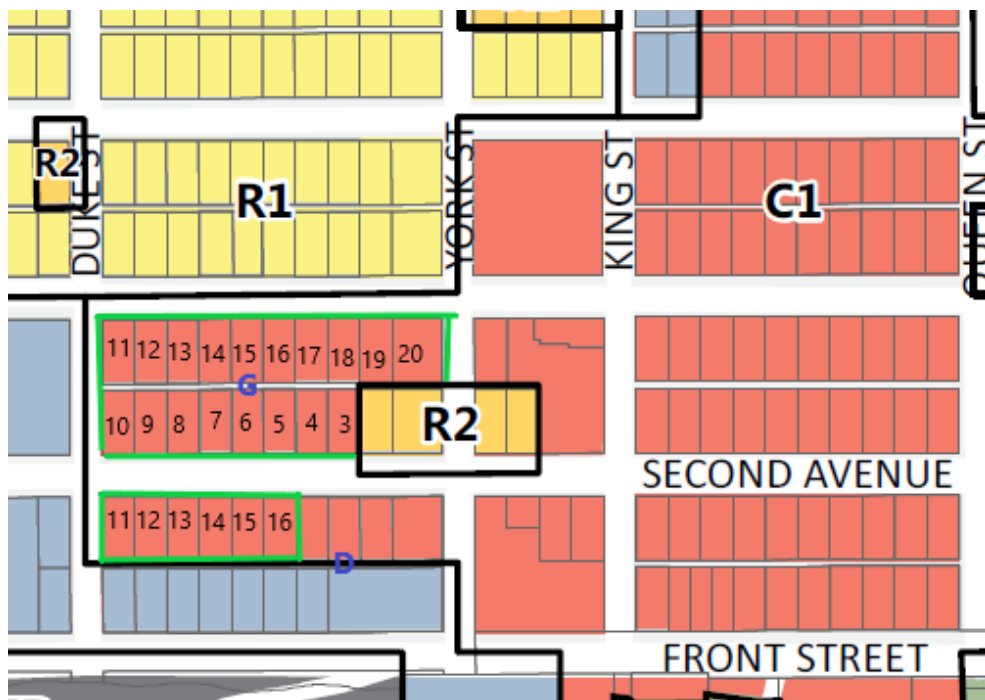 R2
DUKE ST
R1
YORK ST
KING ST
C1
QUEEN ST
11 12 13 14 15 16 17 18 19 20
G
10 9 8 7 6 5 4 3
R2
SECOND AVENUE
11 12 13 14 15 16
D
FRONT STREET